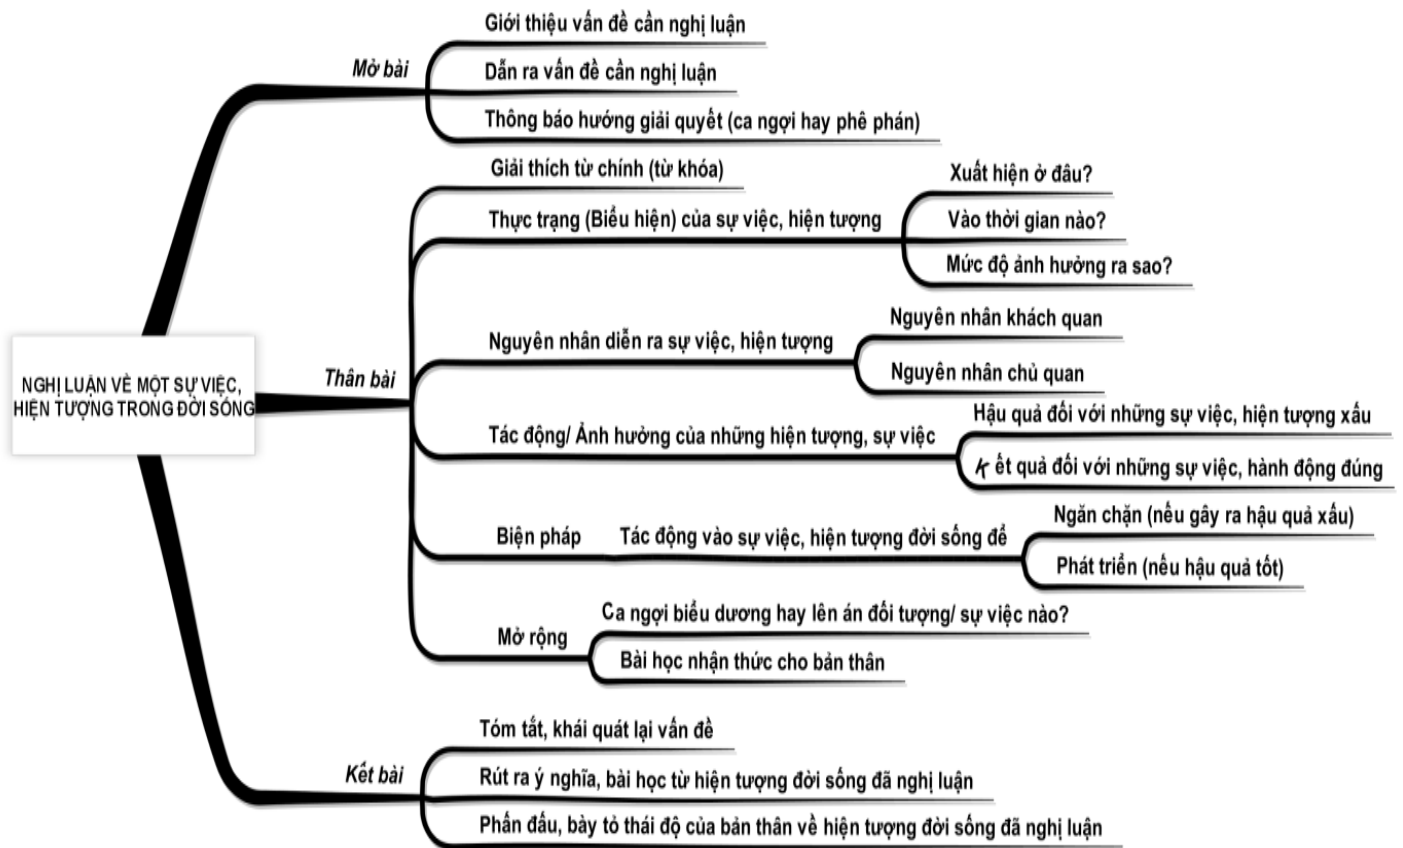 NGHỊ LUẬN VỀ MỘT SỰ VIỆC,
HIỆN TƯỢNG TRONG ĐỜI SỐNG
Mở bài
Giới thiệu vấn đề cần nghị luận
Dẫn ra vấn đề cần nghị luận
Thông báo hướng giải quyết (ca ngợi hay phê phán)
Thân bài
Giải thích từ chính (từ khóa)
Thực trạng (Biểu hiện) của sự việc, hiện tượng
Xuất hiện ở đâu?
Vào thời gian nào?
Mức độ ảnh hưởng ra sao?
Nguyên nhân diễn ra sự việc, hiện tượng
Nguyên nhân khách quan
Nguyên nhân chủ quan
Tác động/ Ảnh hưởng của những hiện tượng, sự việc
Hậu quả đối với những sự việc, hiện tượng xấu
Kết quả đối với những sự việc, hành động đúng
Biện pháp
Tác động vào sự việc, hiện tượng đời sống để
Ngăn chặn (nếu gây ra hậu quả xấu)
Phát triển (nếu hậu quả tốt)
Mở rộng
Ca ngợi biểu dương hay lên án đối tượng/ sự việc nào?
Bài học nhận thức cho bản thân
Kết bài
Tóm tắt, khái quát lại vấn đề
Rút ra ý nghĩa, bài học từ hiện tượng đời sống đã nghị luận
Phấn đấu, bày tỏ thái độ của bản thân về hiện tượng đời sống đã nghị luận